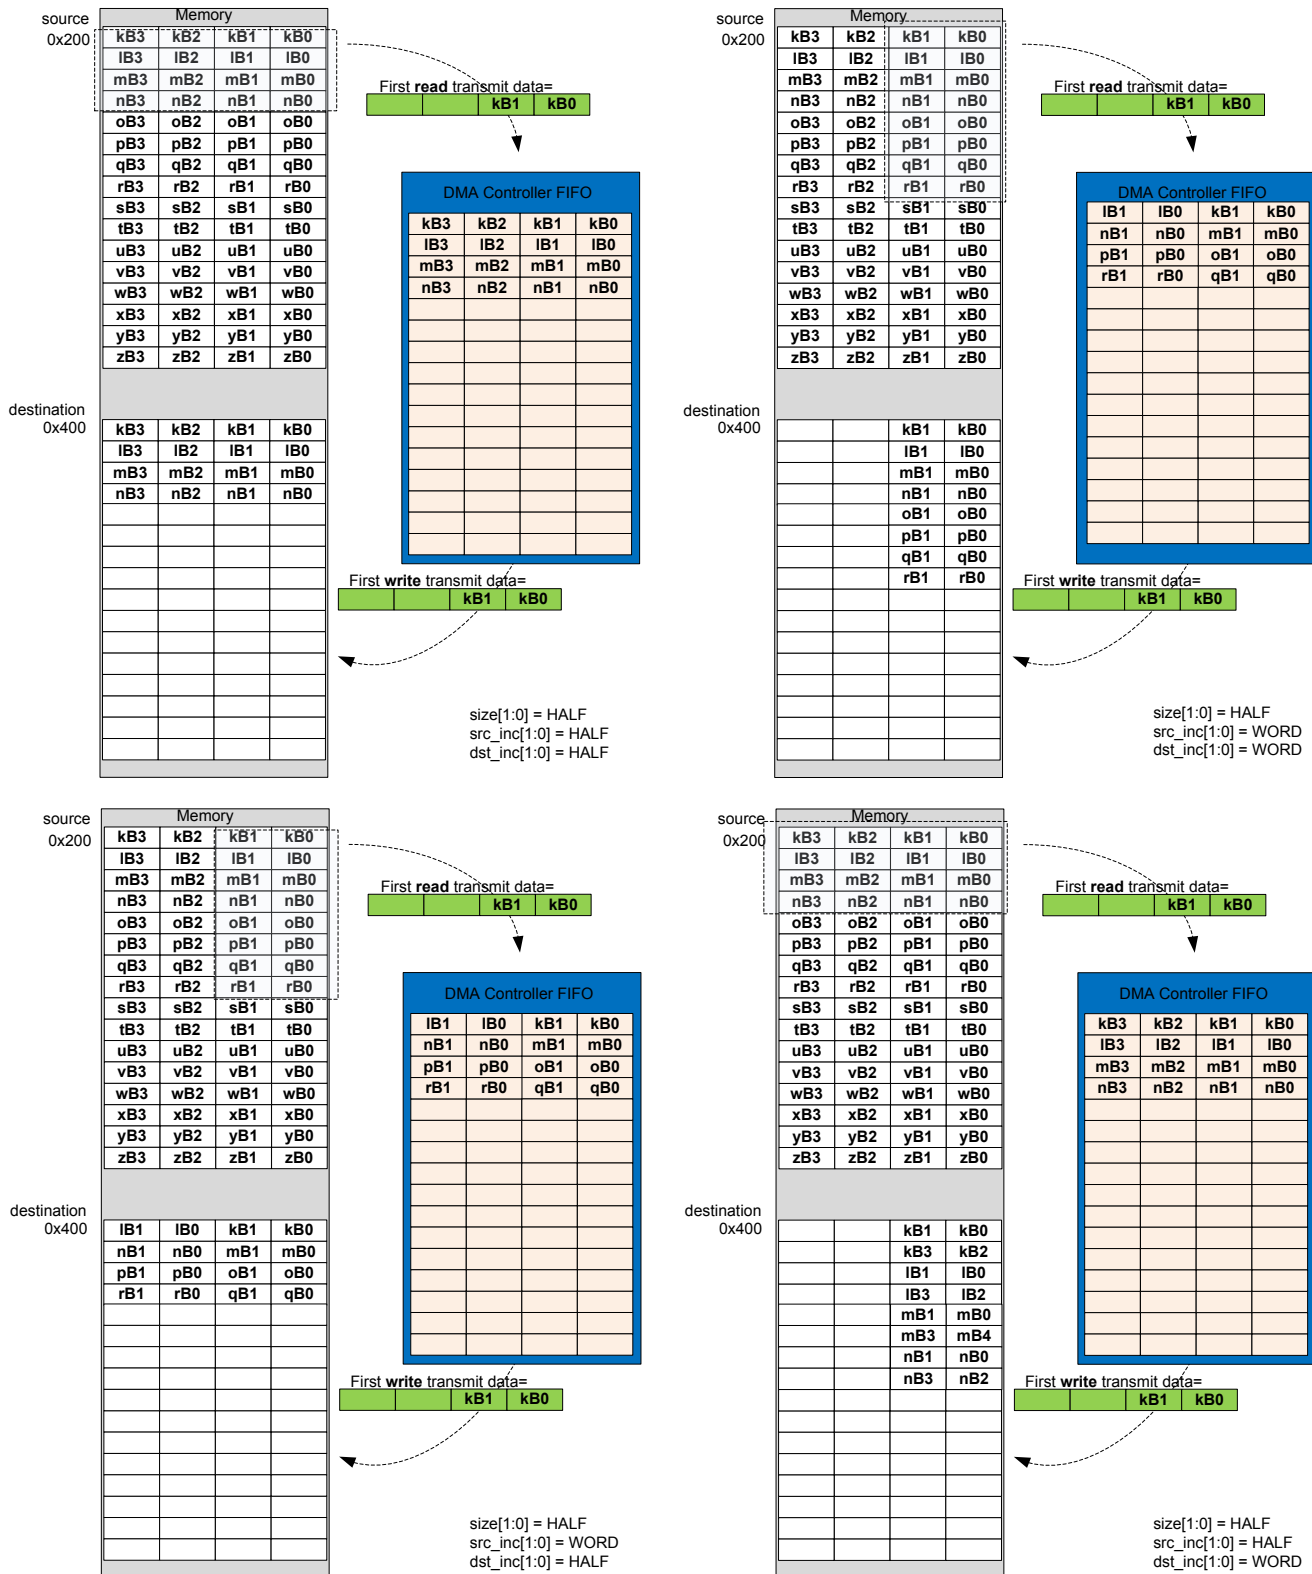 Memory
source
0x200
kB3 kB2 kB1 kB0
lB3 lB2 lB1 lB0
mB3 mB2 mB1 mB0
nB3 nB2 nB1 nB0
oB3 oB2 oB1 oB0
pB3 pB2 pB1 pB0
qB3 qB2 qB1 qB0
rB3 rB2 rB1 rB0
sB3 sB2 sB1 sB0
tB3 tB2 tB1 tB0
uB3 uB2 uB1 uB0
vB3 vB2 vB1 vB0
wB3 wB2 wB1 wB0
xB3 xB2 xB1 xB0
yB3 yB2 yB1 yB0
zB3 zB2 zB1 zB0
First read transmit data=
kB1 kB0
DMA Controller FIFO
kB3 kB2 kB1 kB0
lB3 lB2 lB1 lB0
mB3 mB2 mB1 mB0
nB3 nB2 nB1 nB0
destination
0x400
kB3 kB2 kB1 kB0
lB3 lB2 lB1 lB0
mB3 mB2 mB1 mB0
nB3 nB2 nB1 nB0
First write transmit data=
kB1 kB0
size[1:0] = HALF
src_inc[1:0] = HALF
dst_inc[1:0] = HALF
Memory
source
0x200
kB3 kB2 kB1 kB0
lB3 lB2 lB1 lB0
mB3 mB2 mB1 mB0
nB3 nB2 nB1 nB0
oB3 oB2 oB1 oB0
pB3 pB2 pB1 pB0
qB3 qB2 qB1 qB0
rB3 rB2 rB1 rB0
sB3 sB2 sB1 sB0
tB3 tB2 tB1 tB0
uB3 uB2 uB1 uB0
vB3 vB2 vB1 vB0
wB3 wB2 wB1 wB0
xB3 xB2 xB1 xB0
yB3 yB2 yB1 yB0
zB3 zB2 zB1 zB0
First read transmit data=
kB1 kB0
DMA Controller FIFO
lB1 lB0 kB1 kB0
nB1 nB0 mB1 mB0
pB1 pB0 oB1 oB0
rB1 rB0 qB1 qB0
destination
0x400
kB1 kB0
lB1 lB0
mB1 mB0
nB1 nB0
oB1 oB0
pB1 pB0
qB1 qB0
rB1 rB0
First write transmit data=
kB1 kB0
size[1:0] = HALF
src_inc[1:0] = WORD
dst_inc[1:0] = WORD
Memory
source
0x200
kB3 kB2 kB1 kB0
lB3 lB2 lB1 lB0
mB3 mB2 mB1 mB0
nB3 nB2 nB1 nB0
oB3 oB2 oB1 oB0
pB3 pB2 pB1 pB0
qB3 qB2 qB1 qB0
rB3 rB2 rB1 rB0
sB3 sB2 sB1 sB0
tB3 tB2 tB1 tB0
uB3 uB2 uB1 uB0
vB3 vB2 vB1 vB0
wB3 wB2 wB1 wB0
xB3 xB2 xB1 xB0
yB3 yB2 yB1 yB0
zB3 zB2 zB1 zB0
First read transmit data=
kB1 kB0
DMA Controller FIFO
lB1 lB0 kB1 kB0
nB1 nB0 mB1 mB0
pB1 pB0 oB1 oB0
rB1 rB0 qB1 qB0
destination
0x400
lB1 lB0 kB1 kB0
nB1 nB0 mB1 mB0
pB1 pB0 oB1 oB0
rB1 rB0 qB1 qB0
First write transmit data=
kB1 kB0
size[1:0] = HALF
src_inc[1:0] = WORD
dst_inc[1:0] = HALF
Memory
source
0x200
kB3 kB2 kB1 kB0
lB3 lB2 lB1 lB0
mB3 mB2 mB1 mB0
nB3 nB2 nB1 nB0
oB3 oB2 oB1 oB0
pB3 pB2 pB1 pB0
qB3 qB2 qB1 qB0
rB3 rB2 rB1 rB0
sB3 sB2 sB1 sB0
tB3 tB2 tB1 tB0
uB3 uB2 uB1 uB0
vB3 vB2 vB1 vB0
wB3 wB2 wB1 wB0
xB3 xB2 xB1 xB0
yB3 yB2 yB1 yB0
zB3 zB2 zB1 zB0
First read transmit data=
kB1 kB0
DMA Controller FIFO
kB3 kB2 kB1 kB0
lB3 lB2 lB1 lB0
mB3 mB2 mB1 mB0
nB3 nB2 nB1 nB0
destination
0x400
kB1 kB0
kB3 kB2
lB1 lB0
lB3 lB2
mB1 mB0
mB3 mB4
nB1 nB0
nB3 nB2
First write transmit data=
kB1 kB0
size[1:0] = HALF
src_inc[1:0] = HALF
dst_inc[1:0] = WORD